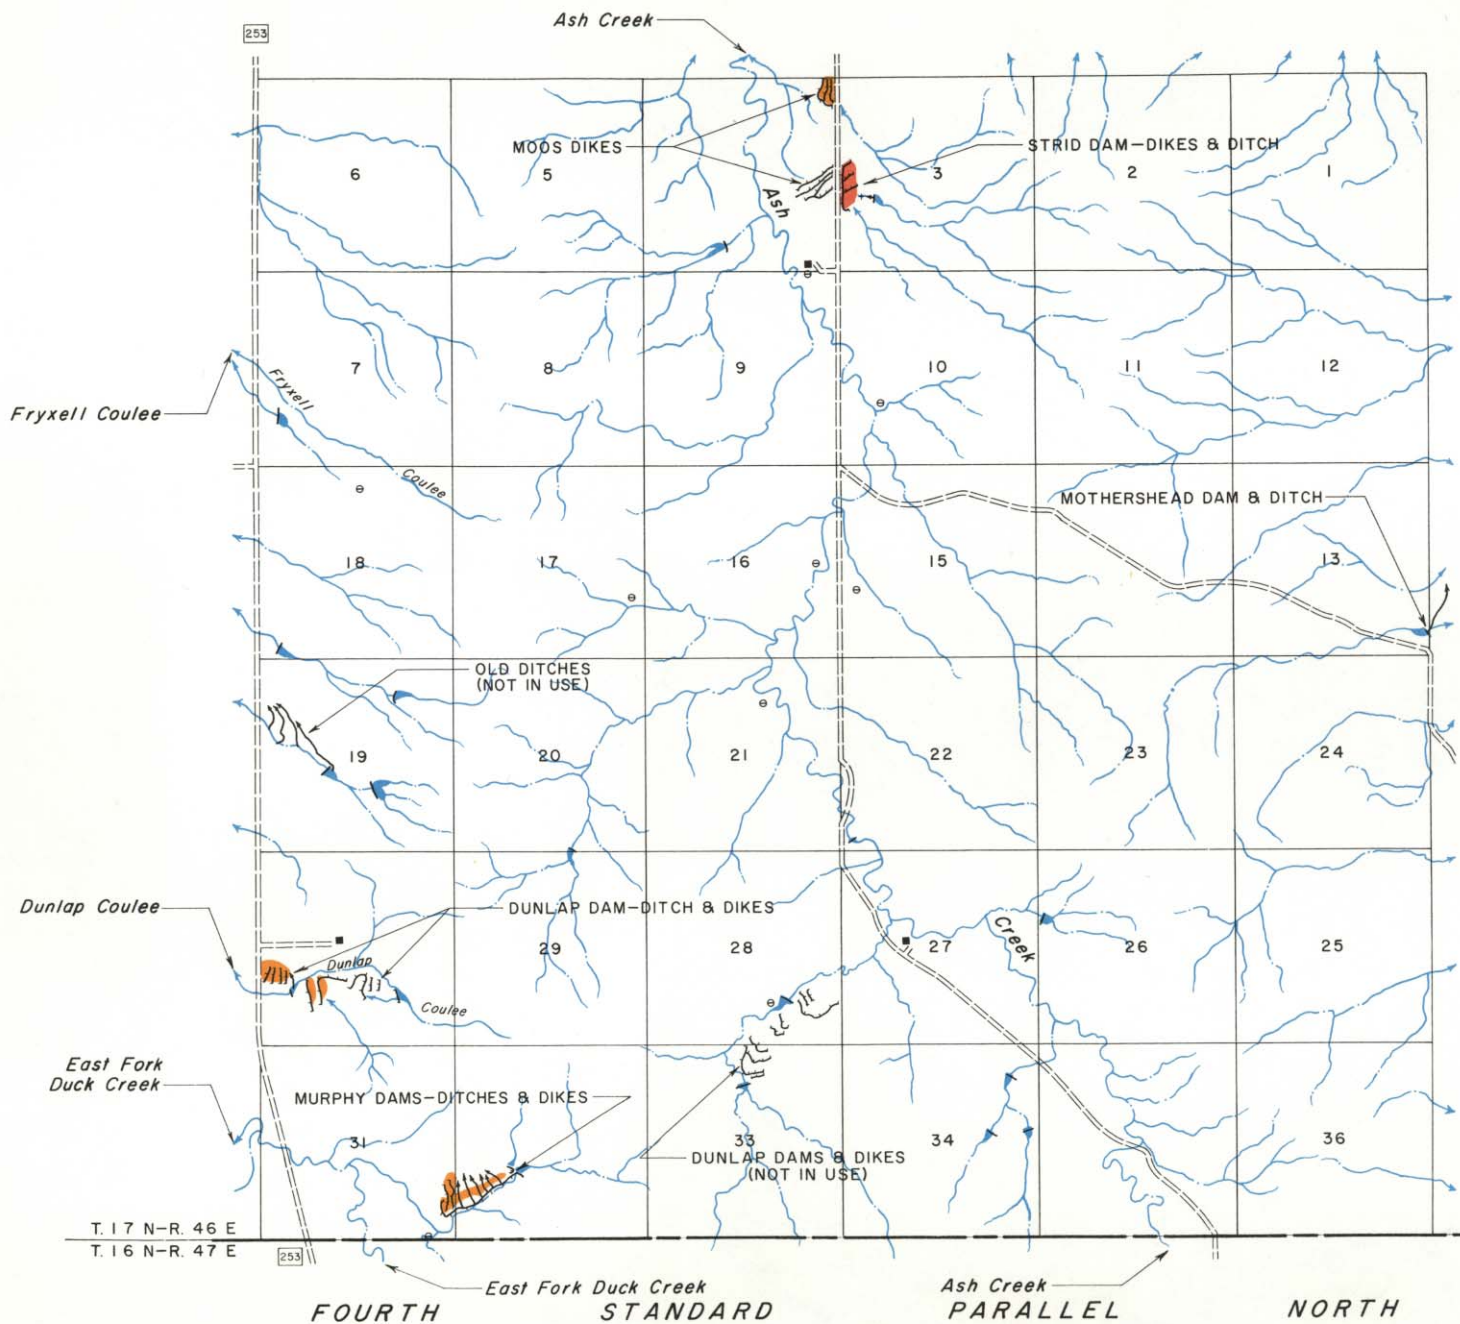 Ash Creek
253
MOOS DIKES
STRID DAM–DIKES & DITCH
6
5
3
2
1
Ash
7
8
9
10
11
12
Fryxell
Fryxell Coulee
Coulee
MOTHERSHEAD DAM & DITCH
18
17
16
15
13
OLD DITCHES
(NOT IN USE)
19
20
21
22
23
24
Dunlap Coulee
DUNLAP DAM–DITCH & DIKES
Creek
29
28
27
26
25
Dunlap
Coulee
East Fork
Duck Creek
MURPHY DAMS–DITCHES & DIKES
31
33
34
36
DUNLAP DAMS & DIKES
(NOT IN USE)
T. 17 N–R. 46 E
T. 16 N–R. 47 E
253
East Fork Duck Creek
Ash Creek
FOURTH STANDARD PARALLEL NORTH